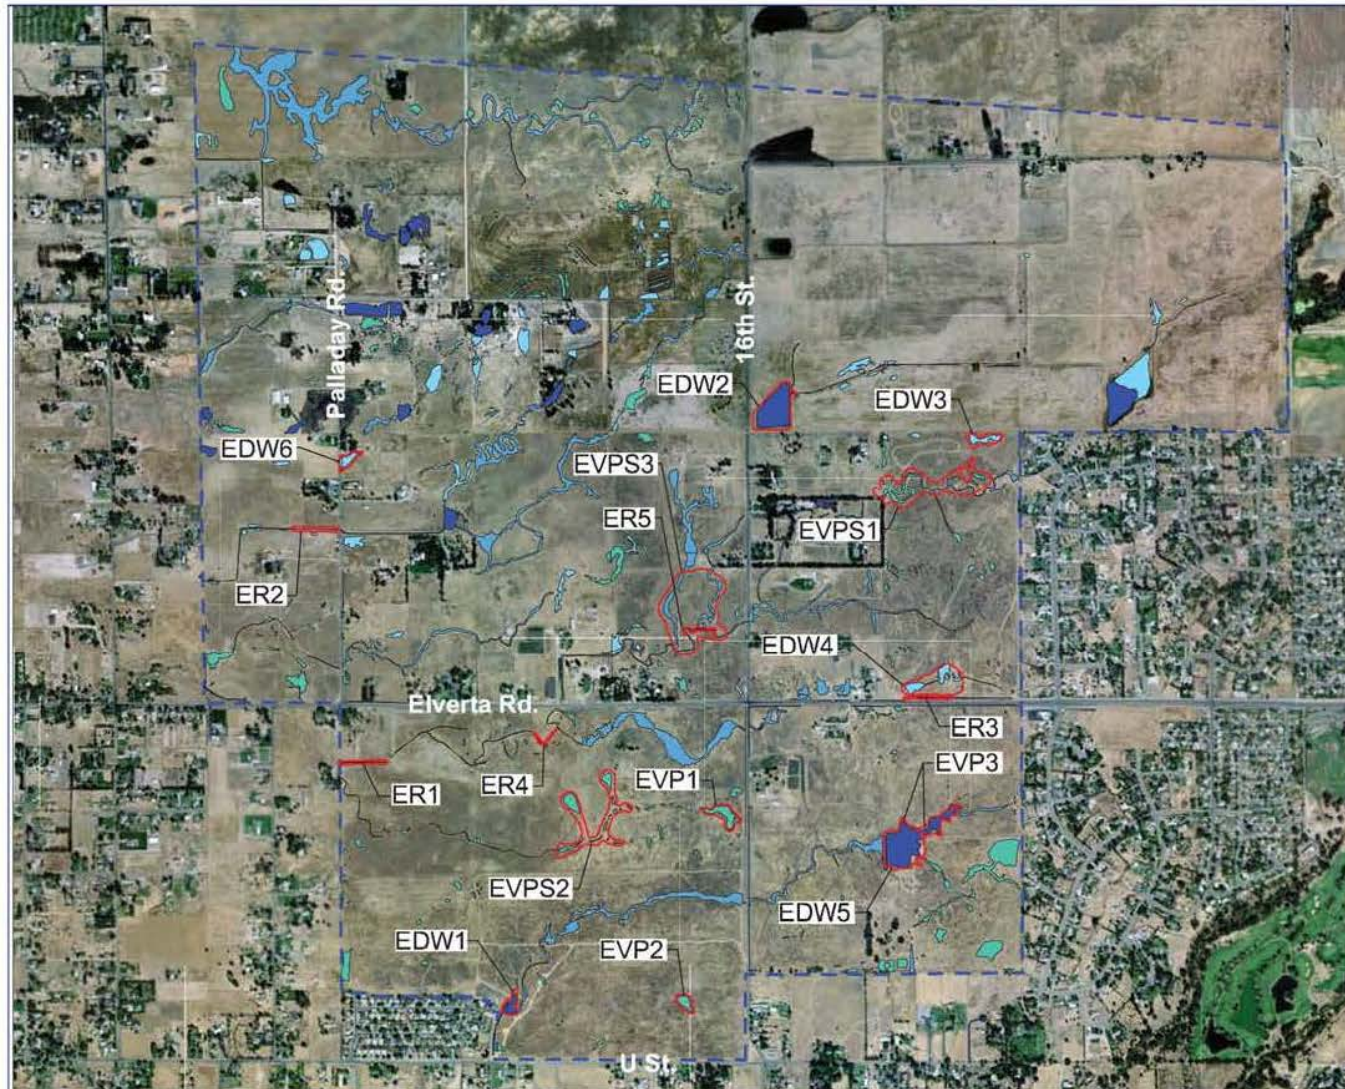 Palladay Rd.
16th St.
EDW2
EDW3
EDW6
EVPS3
ER5
EVPS1
ER2
EDW4
Elverta Rd.
ER3
ER1
ER4
EVP1
EVP3
EVPS2
EDW5
EDW1
EVP2
U St.